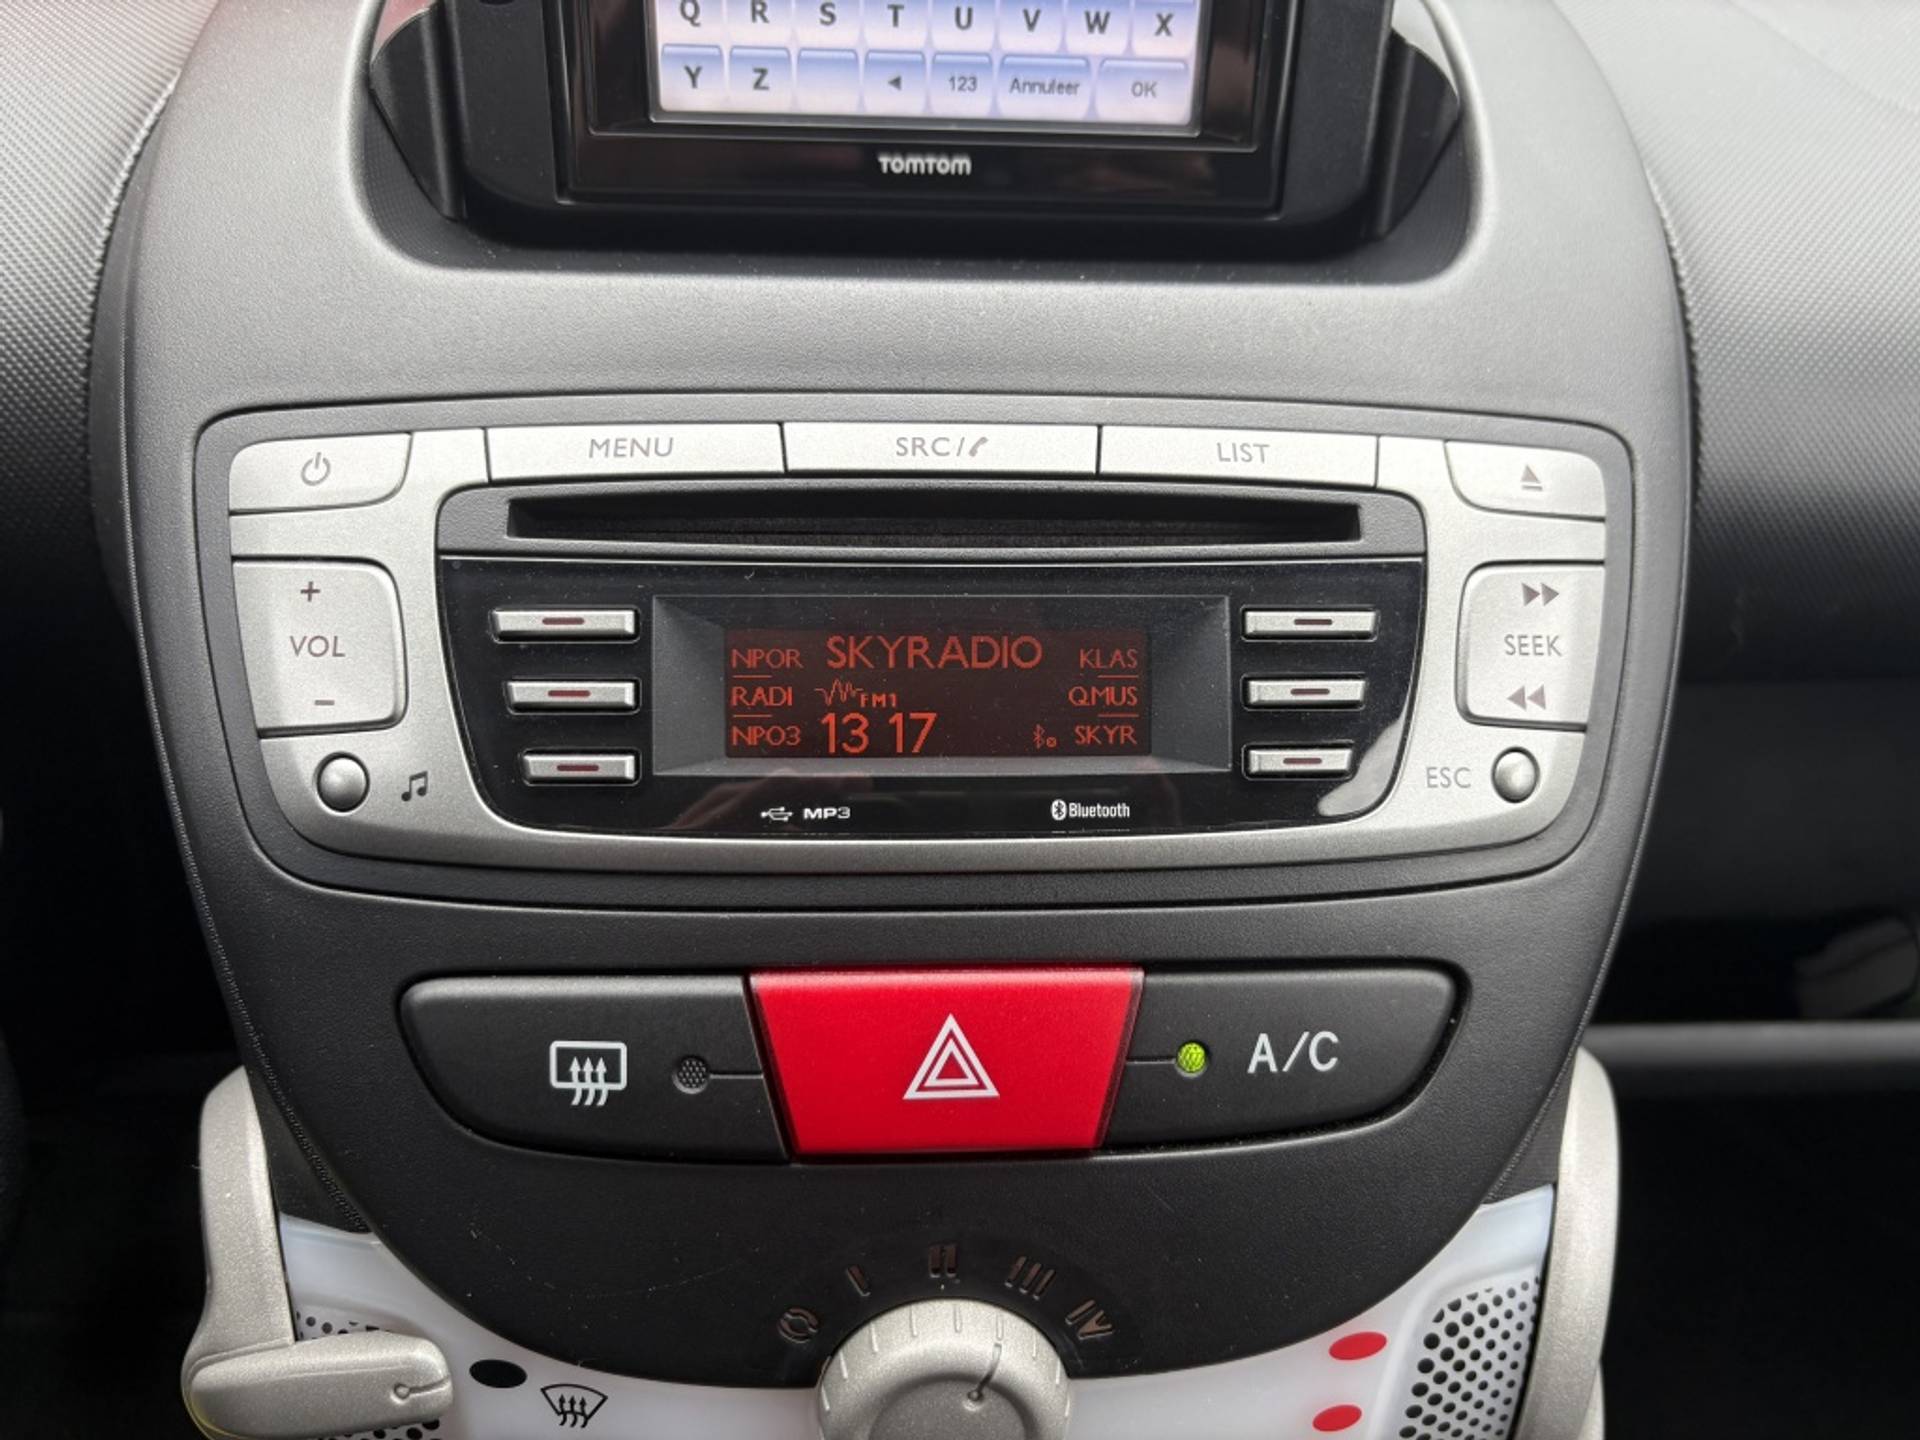 Q R S T U V W X
Y Z 123 Annuleer OK
TOMTOM
MENU SRC/ LIST
+
VOL
−
SEEK
ESC
NPOR SKYRADIO KLAS
RADI FM1 QMUS
NPO3 13 17 SKYR
MP3 Bluetooth
A/C
I II III IV